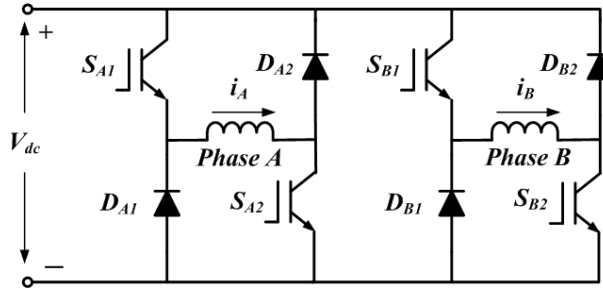 +
S_A1
D_A2
S_B1
D_B2
i_A
i_B
V_dc
Phase A
Phase B
D_A1
S_A2
D_B1
S_B2
−